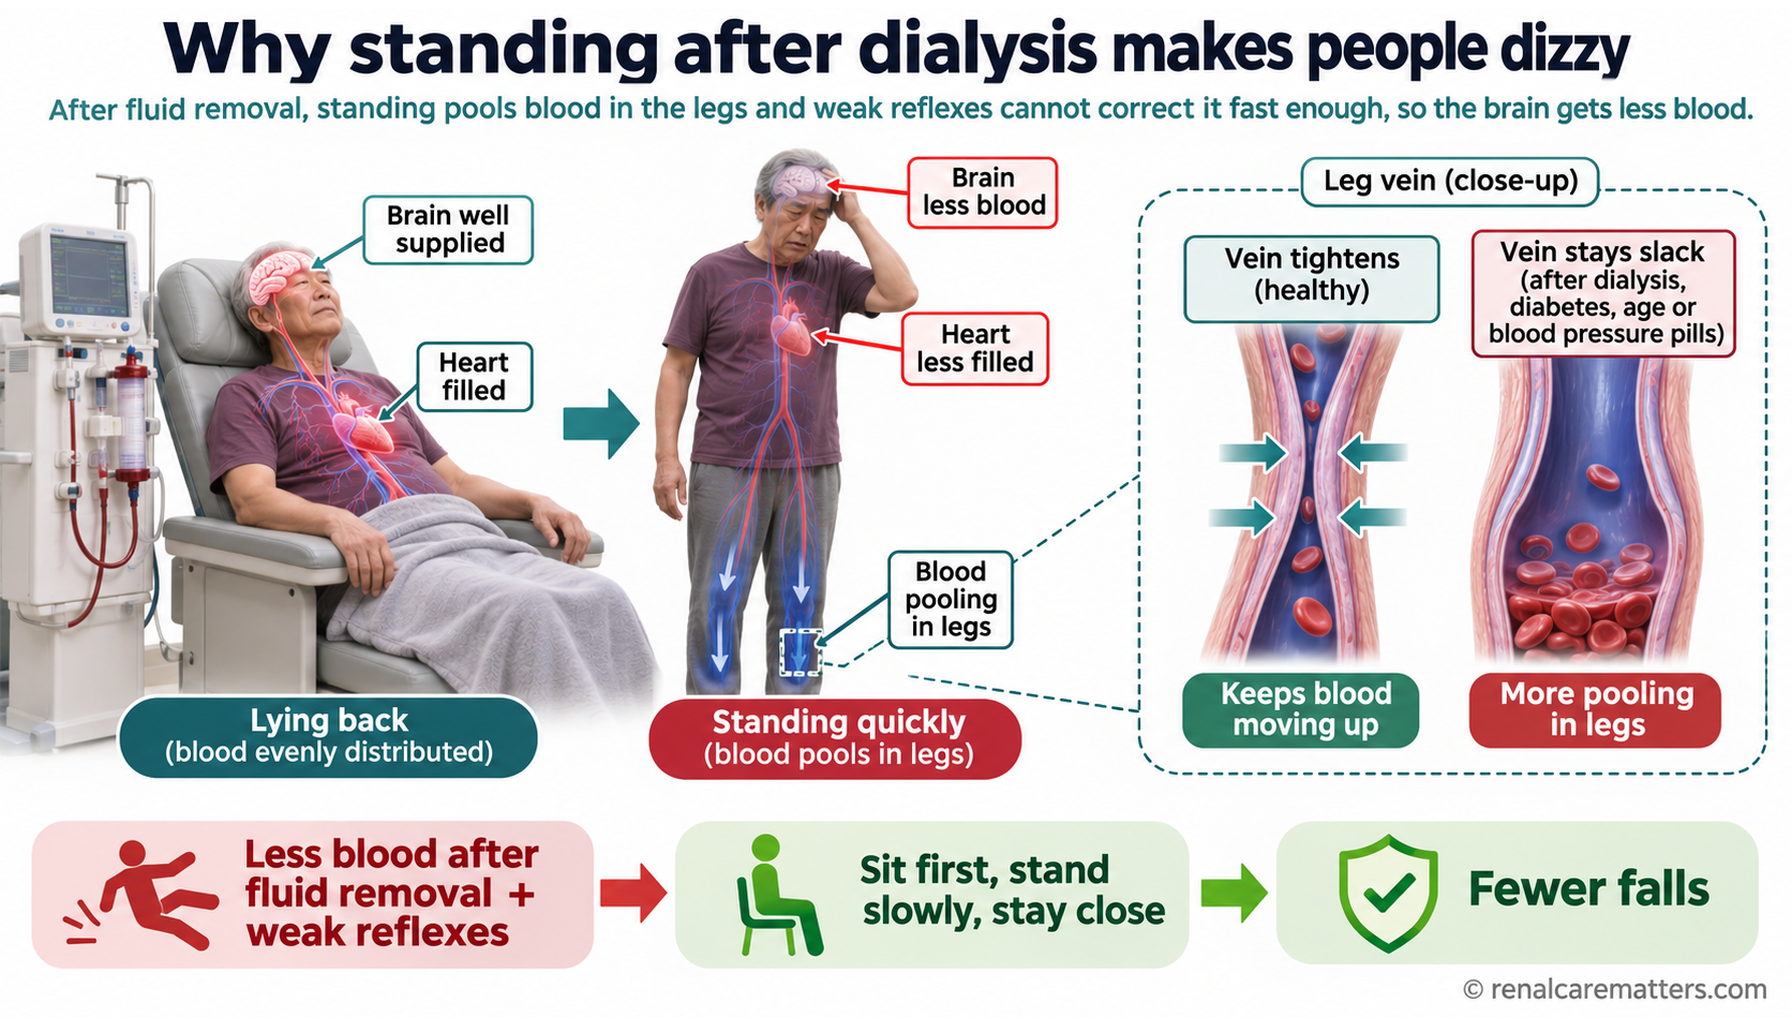 Why standing after dialysis makes people dizzy
After fluid removal, standing pools blood in the legs and weak reflexes cannot correct it fast enough, so the brain gets less blood.
Brain well
supplied
Heart
filled
Lying back
(blood evenly distributed)
Brain
less blood
Heart
less filled
Blood
pooling
in legs
Standing quickly
(blood pools in legs)
Leg vein (close-up)
Vein tightens
(healthy)
Keeps blood
moving up
Vein stays slack
(after dialysis,
diabetes, age or
blood pressure pills)
More pooling
in legs
Less blood after
fluid removal +
weak reflexes
Sit first, stand
slowly, stay close
Fewer falls
© renalcarematters.com